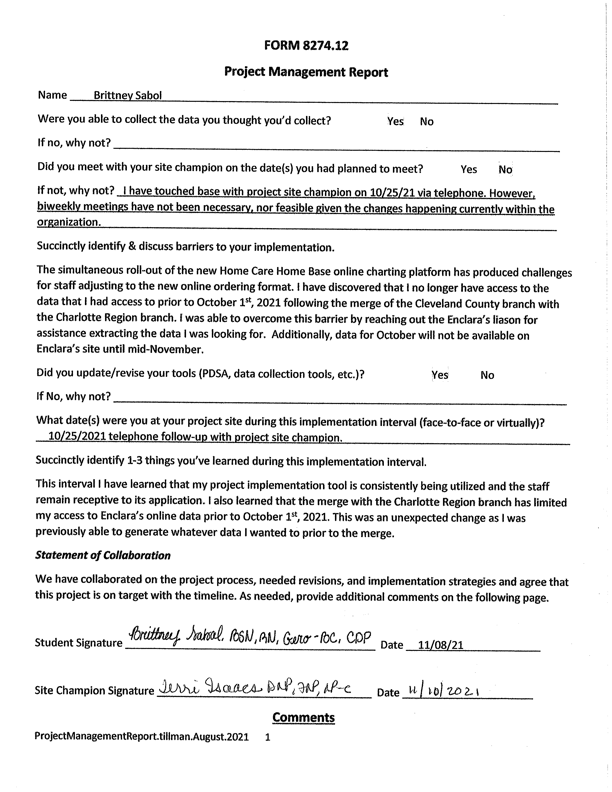 FORM 8274.12
Project Management Report
Name Brittney Sabol
Were you able to collect the data you thought you'd collect? Yes No
If no, why not?
Did you meet with your site champion on the date(s) you had planned to meet? Yes No
If not, why not? I have touched base with project site champion on 10/25/21 via telephone. However,
biweekly meetings have not been necessary, nor feasible given the changes happening currently within the
organization.
Succinctly identify & discuss barriers to your implementation.
The simultaneous roll-out of the new Home Care Home Base online charting platform has produced challenges
for staff adjusting to the new online ordering format. I have discovered that I no longer have access to the
data that I had access to prior to October 1st, 2021 following the merge of the Cleveland County branch with
the Charlotte Region branch. I was able to overcome this barrier by reaching out the Enclara's liason for
assistance extracting the data I was looking for. Additionally, data for October will not be available on
Enclara's site until mid-November.
Did you update/revise your tools (PDSA, data collection tools, etc.)? Yes No
If No, why not?
What date(s) were you at your project site during this implementation interval (face-to-face or virtually)?
10/25/2021 telephone follow-up with project site champion.
Succinctly identify 1-3 things you've learned during this implementation interval.
This interval I have learned that my project implementation tool is consistently being utilized and the staff
remain receptive to its application. I also learned that the merge with the Charlotte Region branch has limited
my access to Enclara's online data prior to October 1st, 2021. This was an unexpected change as I was
previously able to generate whatever data I wanted to prior to the merge.
Statement of Collaboration
We have collaborated on the project process, needed revisions, and implementation strategies and agree that
this project is on target with the timeline. As needed, provide additional comments on the following page.
Student Signature Brittney Sabol, BSN, RN, Gero-BC, CDP Date 11/08/21
Site Champion Signature Terri Isaacs DNP, FNP, NP-C Date 11/10/2021
Comments
ProjectManagementReport.tillman.August.2021 1